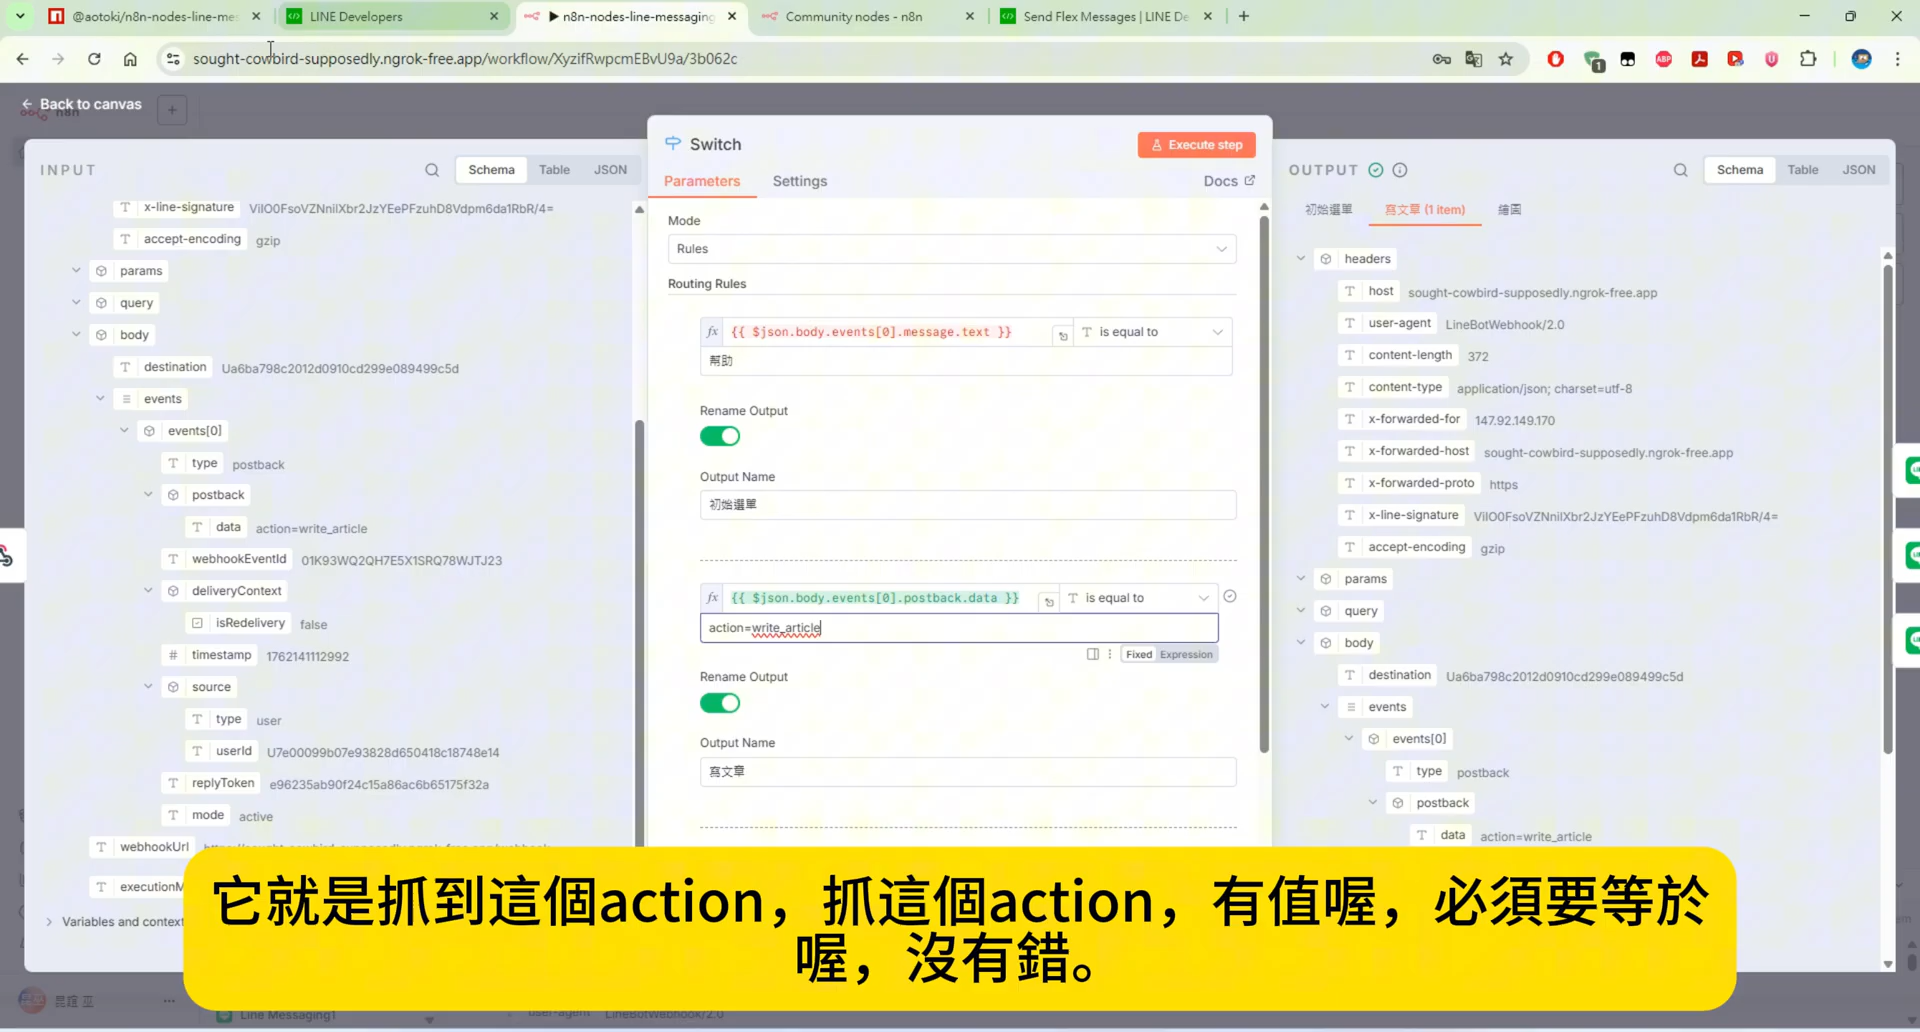 @aotoki/n8n-nodes-line-mes
LINE Developers
▶ n8n-nodes-line-messaging
Community nodes - n8n
Send Flex Messages | LINE De
sought-cowbird-supposedly.ngrok-free.app/workflow/XyzifRwpcmEBvU9a/3b062c
Back to canvas
n8n
INPUT
Schema
Table
JSON
x-line-signature ViIO0FsoVZNnilXbr2JzYEePFzuhD8Vdpm6da1RbR/4=
accept-encoding gzip
params
query
body
destination Ua6ba798c2012d0910cd299e089499c5d
events
events[0]
type postback
postback
data action=write_article
webhookEventId 01K93WQ2QH7E5X1SRQ78WJTJ23
deliveryContext
isRedelivery false
timestamp 1762141112992
source
type user
userId U7e00099b07e93828d650418c18748e14
replyToken e96235ab90f24c15a86ac6b65175f32a
mode active
webhookUrl
executionM
Variables and context
Switch
Execute step
Parameters
Settings
Docs
Mode
Rules
Routing Rules
fx {{ $json.body.events[0].message.text }} T is equal to
幫助
Rename Output
Output Name
初始選單
fx {{ $json.body.events[0].postback.data }} T is equal to
action=write_article
Fixed Expression
Rename Output
Output Name
寫文章
OUTPUT
Schema
Table
JSON
初始選單
寫文章 (1 item)
繪圖
headers
host sought-cowbird-supposedly.ngrok-free.app
user-agent LineBotWebhook/2.0
content-length 372
content-type application/json; charset=utf-8
x-forwarded-for 147.92.149.170
x-forwarded-host sought-cowbird-supposedly.ngrok-free.app
x-forwarded-proto https
x-line-signature ViIO0FsoVZNnilXbr2JzYEePFzuhD8Vdpm6da1RbR/4=
accept-encoding gzip
params
query
body
destination Ua6ba798c2012d0910cd299e089499c5d
events
events[0]
type postback
postback
data action=write_article
它就是抓到這個action，抓這個action，有值喔，必須要等於
喔，沒有錯。
Line Messaging1
user-agent LineBotWebhook/2.0